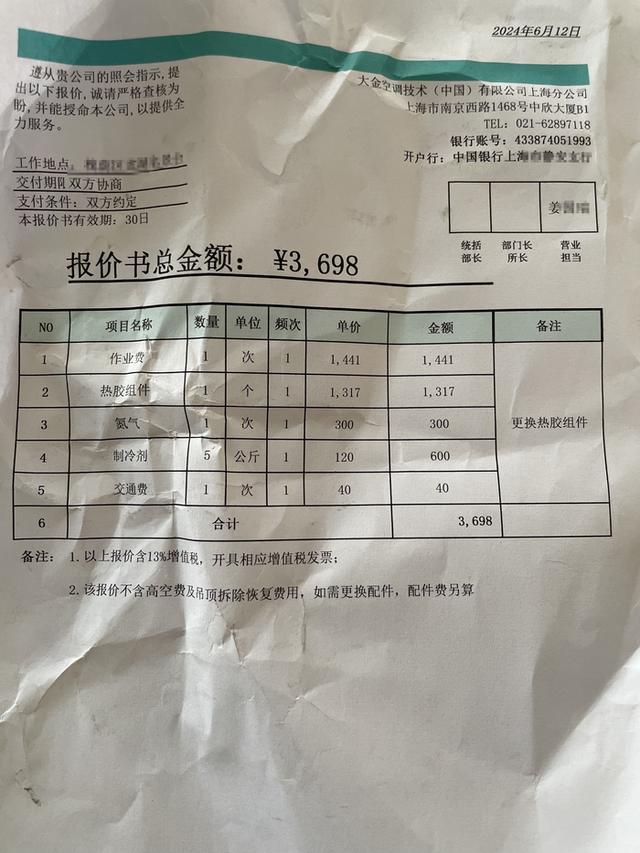 2024年6月12日
遵从贵公司的照会指示,提
出以下报价,诚请严格查核为
盼,并能授命本公司,以提供全
力服务。
大金空调技术（中国）有限公司上海分公司
上海市南京西路1468号中欣大厦B1
TEL: 021-62897118
银行账号: 433874051993
开户行: 中国银行上海
工作地点:
交付期限 双方协商
支付条件: 双方约定
本报价书有效期: 30日
姜
统括 部门长 营业
部长 所长 担当
报价书总金额: ¥3,698
NO 项目名称 数量 单位 频次 单价 金额 备注
1 作业费 1 次 1 1,441 1,441
2 热胶组件 1 个 1 1,317 1,317
3 氮气 1 次 1 300 300 更换热胶组件
4 制冷剂 5 公斤 1 120 600
5 交通费 1 次 1 40 40
6 合计 3,698
备注: 1. 以上报价含13%增值税, 开具相应增值税发票;
2. 该报价不含高空费及吊顶拆除恢复费用, 如需更换配件, 配件费另算